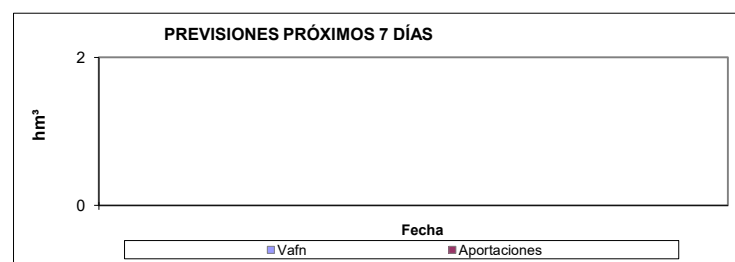 PREVISIONES PRÓXIMOS 7 DÍAS
2
hm³
0
Fecha
Vafn Aportaciones